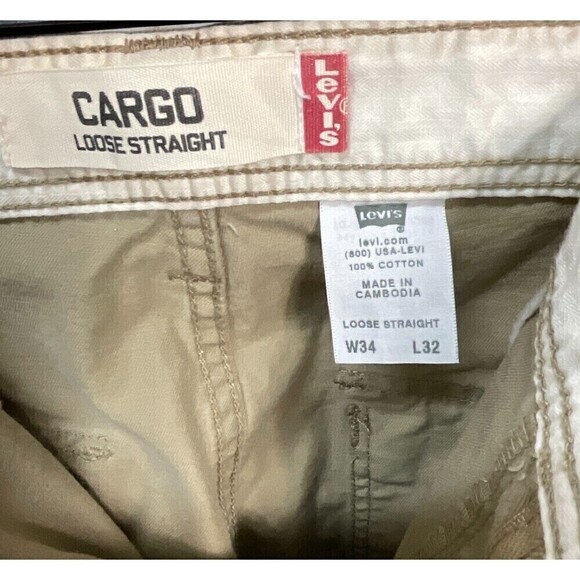 CARGO
LOOSE STRAIGHT
LeVI'S
®
LeVI'S
®
levi.com
(800) USA-LEVI
100% COTTON
MADE IN
CAMBODIA
LOOSE STRAIGHT
W34 L32